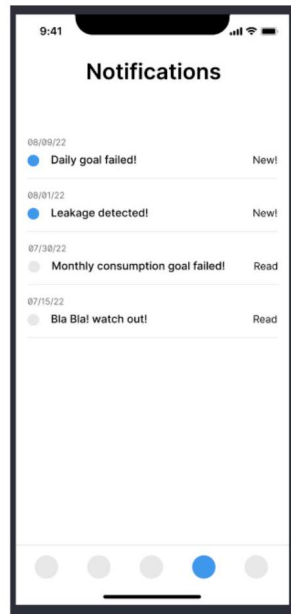 9:41
Notifications
08/09/22
Daily goal failed! New!
08/01/22
Leakage detected! New!
07/30/22
Monthly consumption goal failed! Read
07/15/22
Bla Bla! watch out! Read